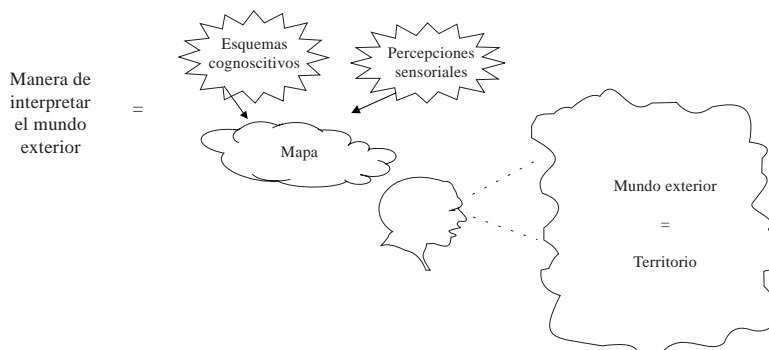 Manera de
interpretar
el mundo
exterior
=
Esquemas
cognoscitivos
Percepciones
sensoriales
Mapa
Mundo exterior
=
Territorio